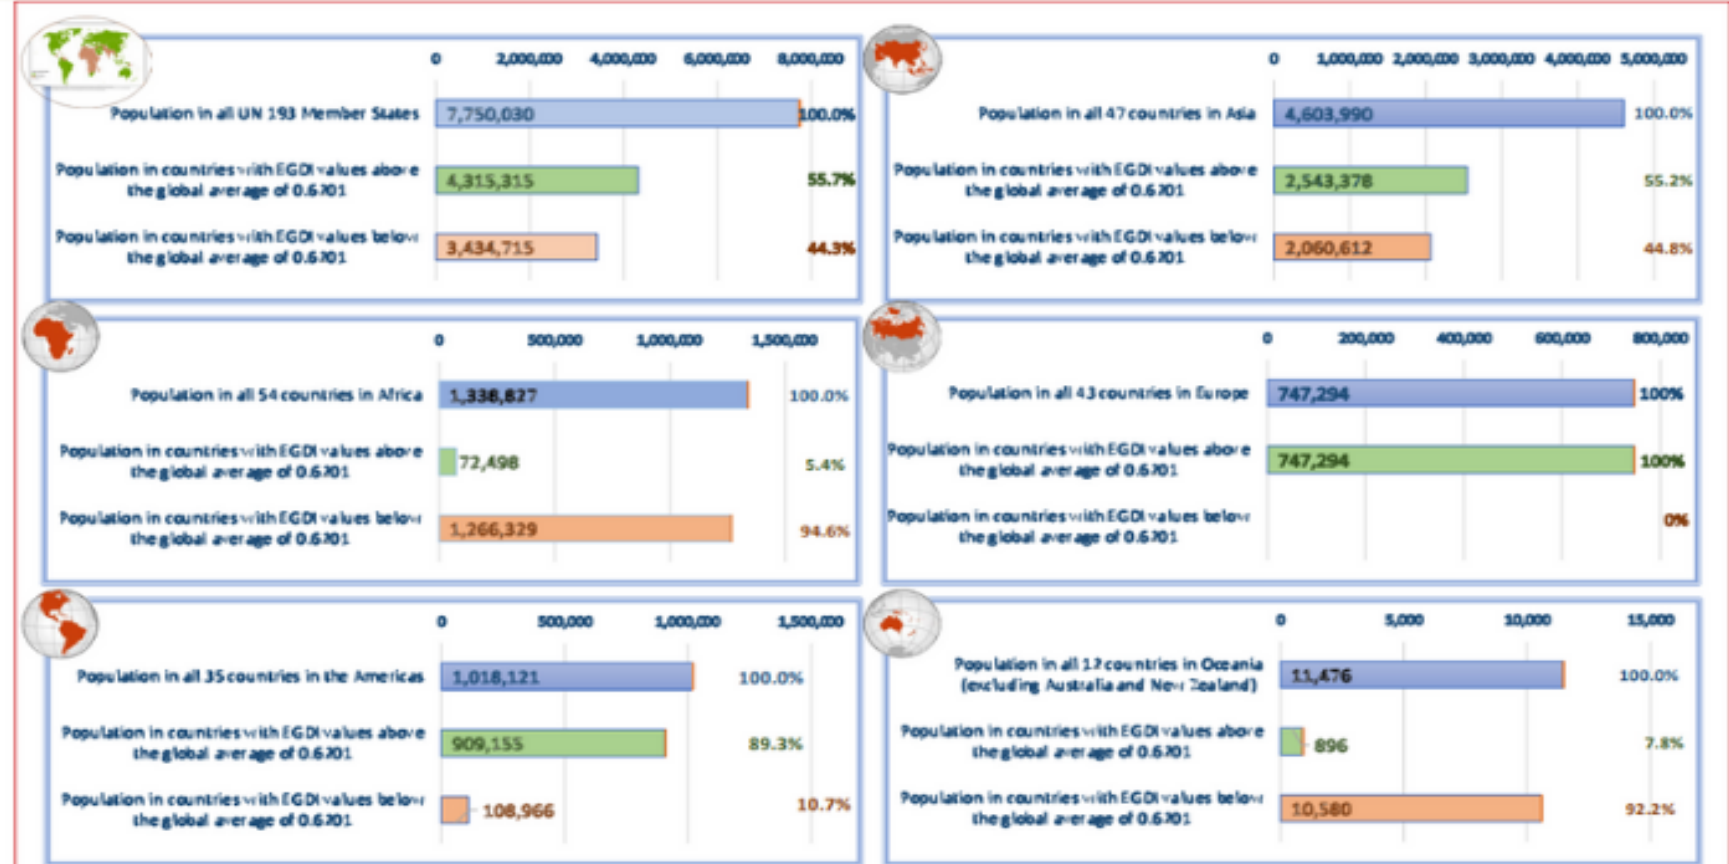 0 2,000,000 4,000,000 6,000,000 8,000,000
Population in all UN 193 Member States 7,750,030 100.0%
Population in countries with EGDI values above
the global average of 0.6201 4,315,315 55.7%
Population in countries with EGDI values below
the global average of 0.6201 3,434,715 44.3%
0 1,000,000 2,000,000 3,000,000 4,000,000 5,000,000
Population in all 47 countries in Asia 4,603,990 100.0%
Population in countries with EGDI values above
the global average of 0.6201 2,543,378 55.2%
Population in countries with EGDI values below
the global average of 0.6201 2,060,612 44.8%
0 500,000 1,000,000 1,500,000
Population in all 54 countries in Africa 1,338,827 100.0%
Population in countries with EGDI values above
the global average of 0.6201 72,498 5.4%
Population in countries with EGDI values below
the global average of 0.6201 1,266,329 94.6%
0 200,000 400,000 600,000 800,000
Population in all 43 countries in Europe 747,294 100%
Population in countries with EGDI values above
the global average of 0.6201 747,294 100%
Population in countries with EGDI values below
the global average of 0.6201 0%
0 500,000 1,000,000 1,500,000
Population in all 35 countries in the Americas 1,018,121 100.0%
Population in countries with EGDI values above
the global average of 0.6201 909,155 89.3%
Population in countries with EGDI values below
the global average of 0.6201 108,966 10.7%
0 5,000 10,000 15,000
Population in all 12 countries in Oceania
(excluding Australia and New Zealand) 11,476 100.0%
Population in countries with EGDI values above
the global average of 0.6201 896 7.8%
Population in countries with EGDI values below
the global average of 0.6201 10,580 92.2%